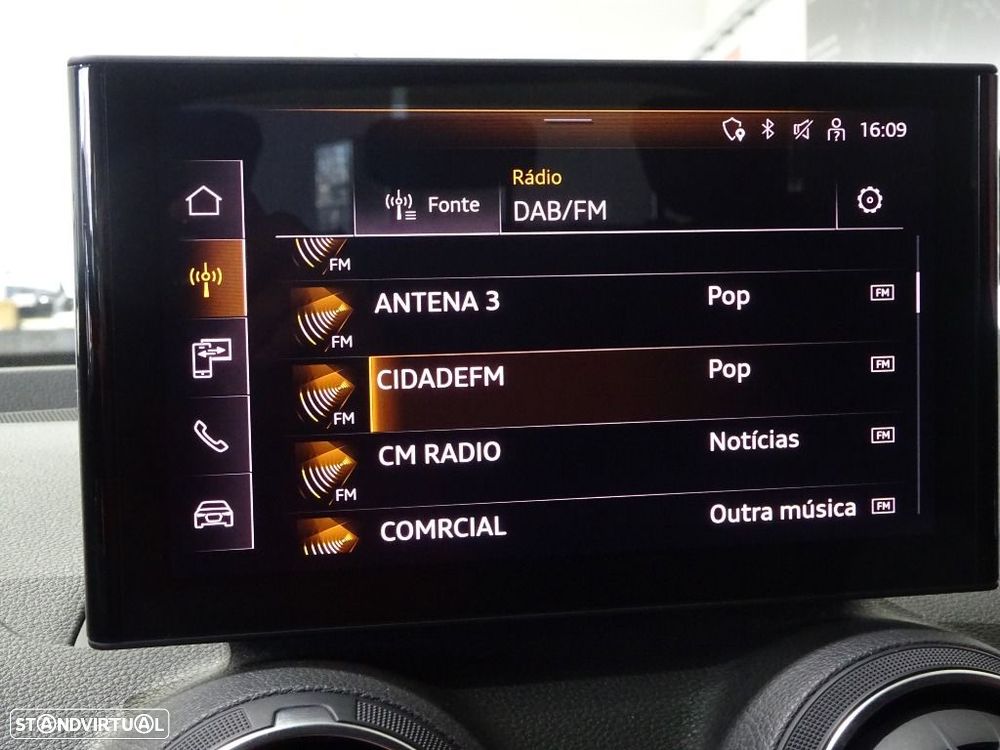 16:09
Rádio
Fonte
DAB/FM
FM
ANTENA 3 Pop FM
FM
CIDADEFM Pop FM
FM
CM RADIO Notícias FM
FM
COMRCIAL Outra música FM
STANDVIRTUAL